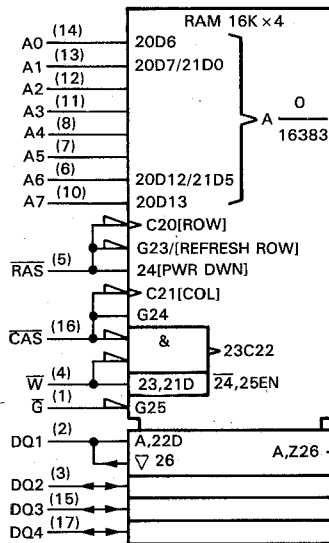 RAM 16K×4
A0 (14) 20D6
A1 (13) 20D7/21D0
A2 (12)
A3 (11)
A4 (8)
A5 (7)
A6 (6) 20D12/21D5
A7 (10) 20D13
A 0
16383
C20[ROW]
G23/[REFRESH ROW]
RAS (5) 24[PWR DWN]
C21[COL]
G24
CAS (16) & 23C22
W (4) 23,21D 24,25EN
G (1) G25
DQ1 (2) A,22D
▽ 26 A,Z26
DQ2 (3)
DQ3 (15)
DQ4 (17)